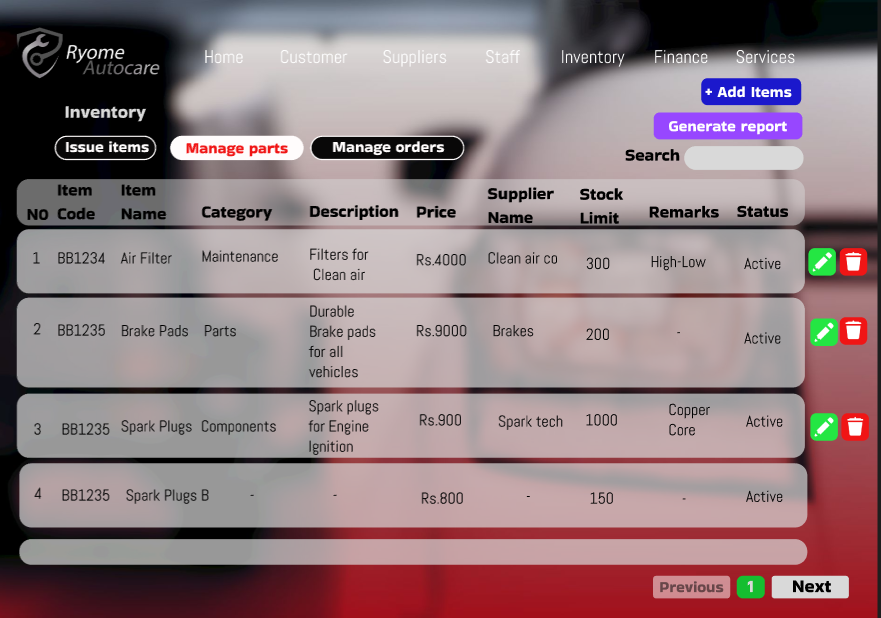 Ryome
Autocare
Home Customer Suppliers Staff Inventory Finance Services
+ Add Items
Inventory
Generate report
Issue items Manage parts Manage orders
Search
NO Item Code Item Name Category Description Price Supplier Name Stock Limit Remarks Status
1 BB1234 Air Filter Maintenance Filters for Clean air Rs.4000 Clean air co 300 High-Low Active
2 BB1235 Brake Pads Parts Durable Brake pads for all vehicles Rs.9000 Brakes 200 - Active
3 BB1235 Spark Plugs Components Spark plugs for Engine Ignition Rs.900 Spark tech 1000 Copper Core Active
4 BB1235 Spark Plugs B - - Rs.800 - 150 - Active
Previous 1 Next